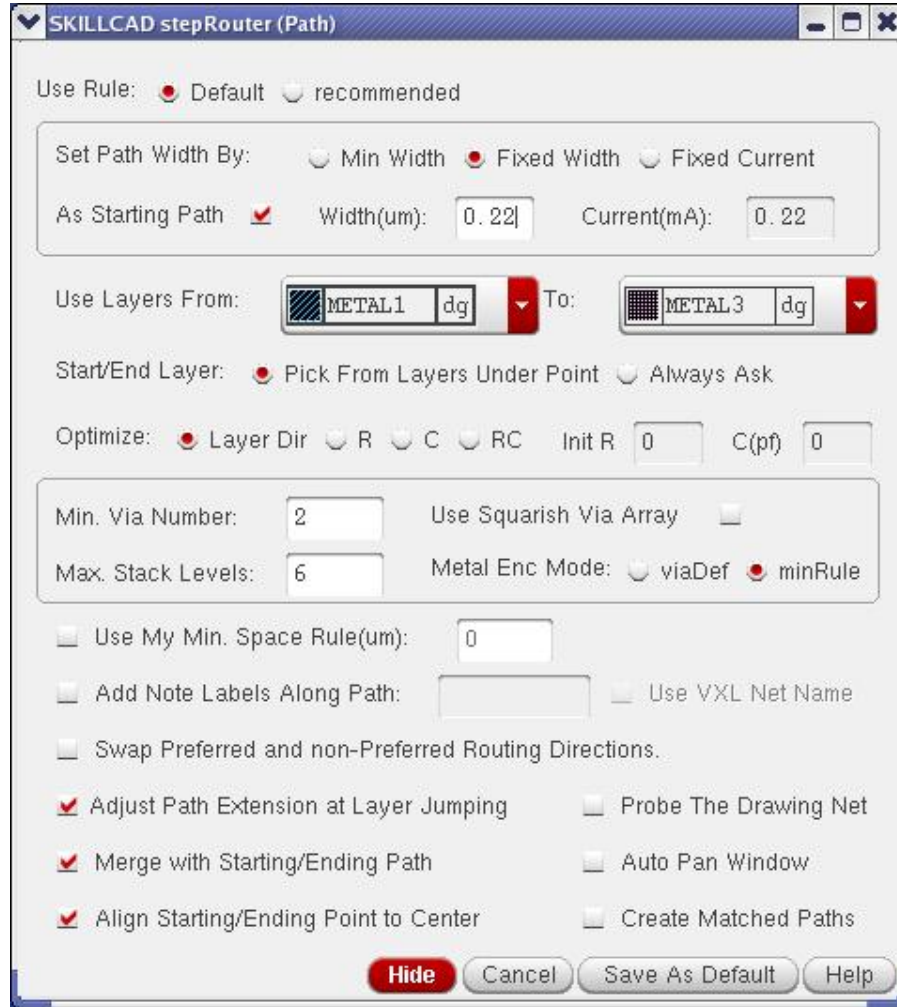 SKILLCAD stepRouter (Path)
Use Rule: Default recommended
Set Path Width By: Min Width Fixed Width Fixed Current
As Starting Path Width(um): 0.22 Current(mA): 0.22
Use Layers From: METAL1 dg To: METAL3 dg
Start/End Layer: Pick From Layers Under Point Always Ask
Optimize: Layer Dir R C RC Init R 0 C(pf) 0
Min. Via Number: 2 Use Squarish Via Array
Max. Stack Levels: 6 Metal Enc Mode: viaDef minRule
Use My Min. Space Rule(um): 0
Add Note Labels Along Path: Use VXL Net Name
Swap Preferred and non-Preferred Routing Directions.
Adjust Path Extension at Layer Jumping Probe The Drawing Net
Merge with Starting/Ending Path Auto Pan Window
Align Starting/Ending Point to Center Create Matched Paths
Hide Cancel Save As Default Help